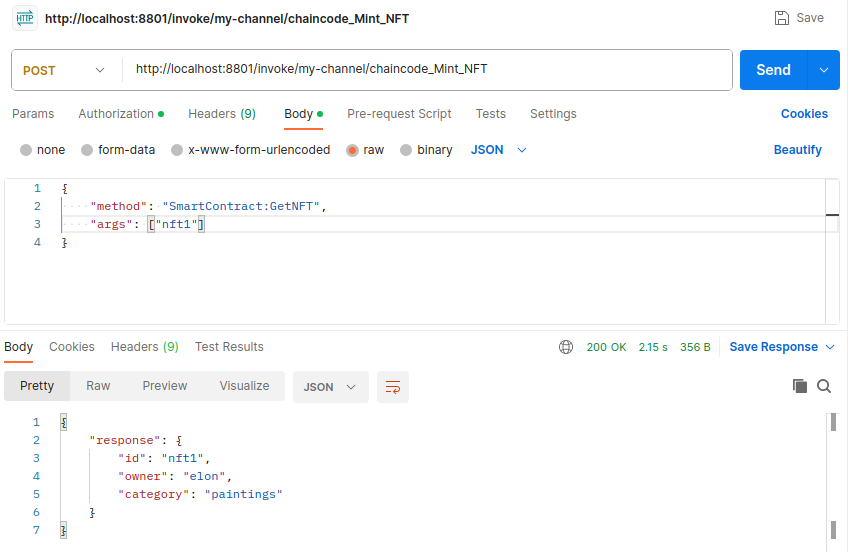 HTTP http://localhost:8801/invoke/my-channel/chaincode_Mint_NFT Save
POST http://localhost:8801/invoke/my-channel/chaincode_Mint_NFT Send
Params Authorization Headers (9) Body Pre-request Script Tests Settings Cookies
none form-data x-www-form-urlencoded raw binary JSON Beautify
1 {
2 "method": "SmartContract:GetNFT",
3 "args": ["nft1"]
4 }
Body Cookies Headers (9) Test Results 200 OK 2.15 s 356 B Save Response
Pretty Raw Preview Visualize JSON
1 {
2 "response": {
3 "id": "nft1",
4 "owner": "elon",
5 "category": "paintings"
6 }
7 }